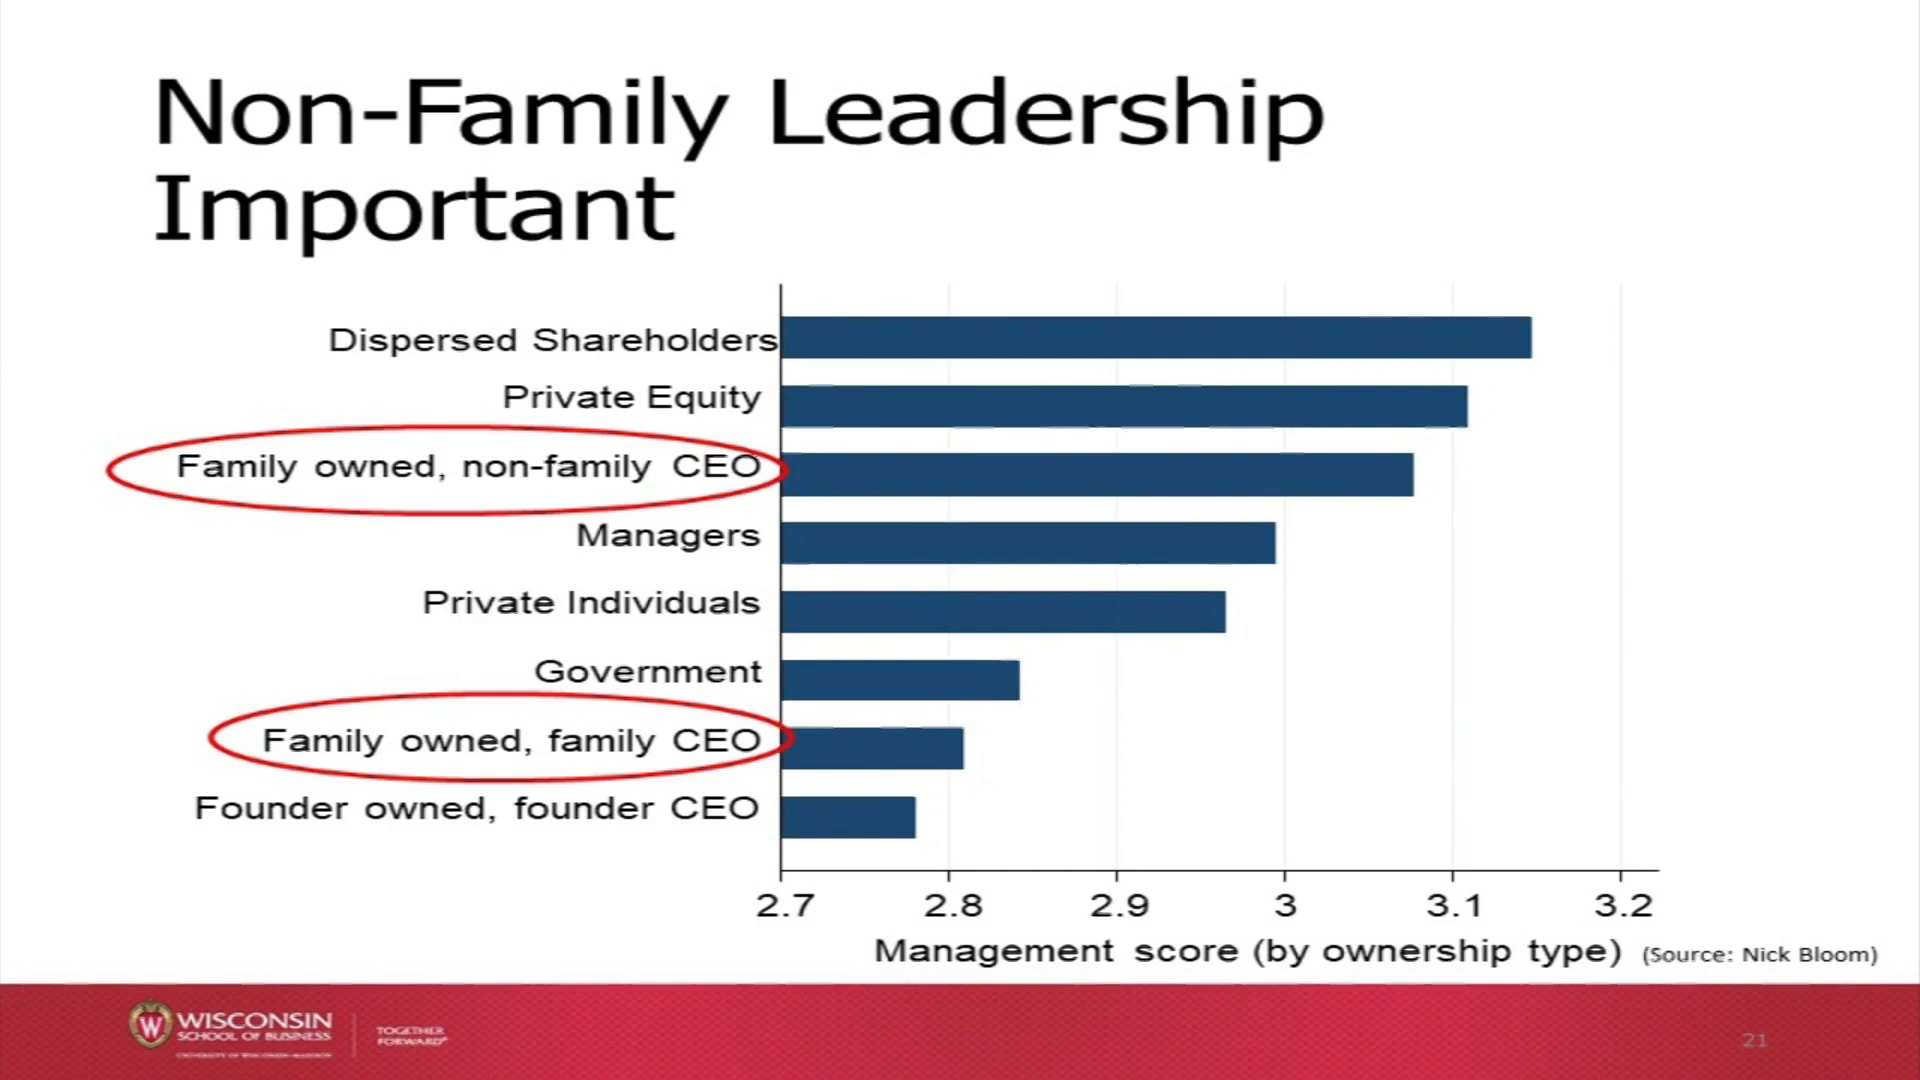 Non-Family Leadership
Important
Dispersed Shareholders
Private Equity
Family owned, non-family CEO
Managers
Private Individuals
Government
Family owned, family CEO
Founder owned, founder CEO
2.7 2.8 2.9 3 3.1 3.2
Management score (by ownership type) (Source: Nick Bloom)
W WISCONSIN
SCHOOL OF BUSINESS
UNIVERSITY OF WISCONSIN-MADISON
TOGETHER
FORWARD®
21